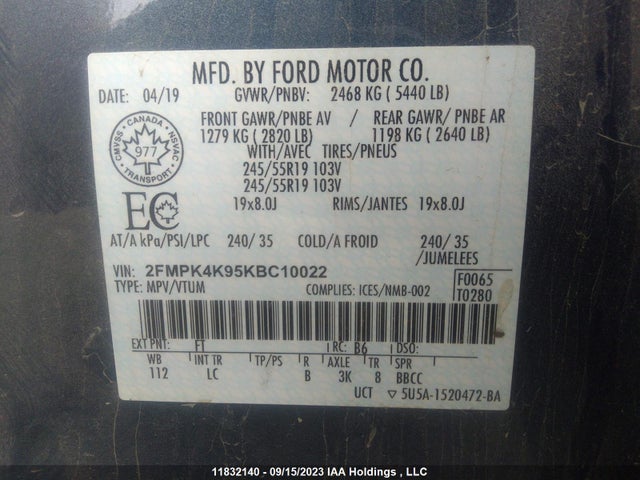 MFD. BY FORD MOTOR CO.
DATE: 04/19 GVWR/PNBV: 2468 KG ( 5440 LB)
FRONT GAWR/PNBE AV / REAR GAWR/ PNBE AR
1279 KG ( 2820 LB) 1198 KG ( 2640 LB)
WITH/AVEC TIRES/PNEUS
245/55R19 103V
245/55R19 103V
19x8.0J RIMS/JANTES 19x8.0J
CMVSS · CANADA · NSVAC
977
TRANSPORT
EC
AT/A kPa/PSI/LPC 240/ 35 COLD/A FROID 240/ 35
/JUMELEES
VIN: 2FMPK4K95KBC10022
TYPE: MPV/VTUM COMPLIES: ICES/NMB-002
F0065
T0280
EXT PNT: FT RC: B6 DSO:
WB INT TR TP/PS R AXLE TR SPR
112 LC B 3K 8 BBCC
UCT 5U5A-1520472-BA
11832140 - 09/15/2023 IAA Holdings , LLC